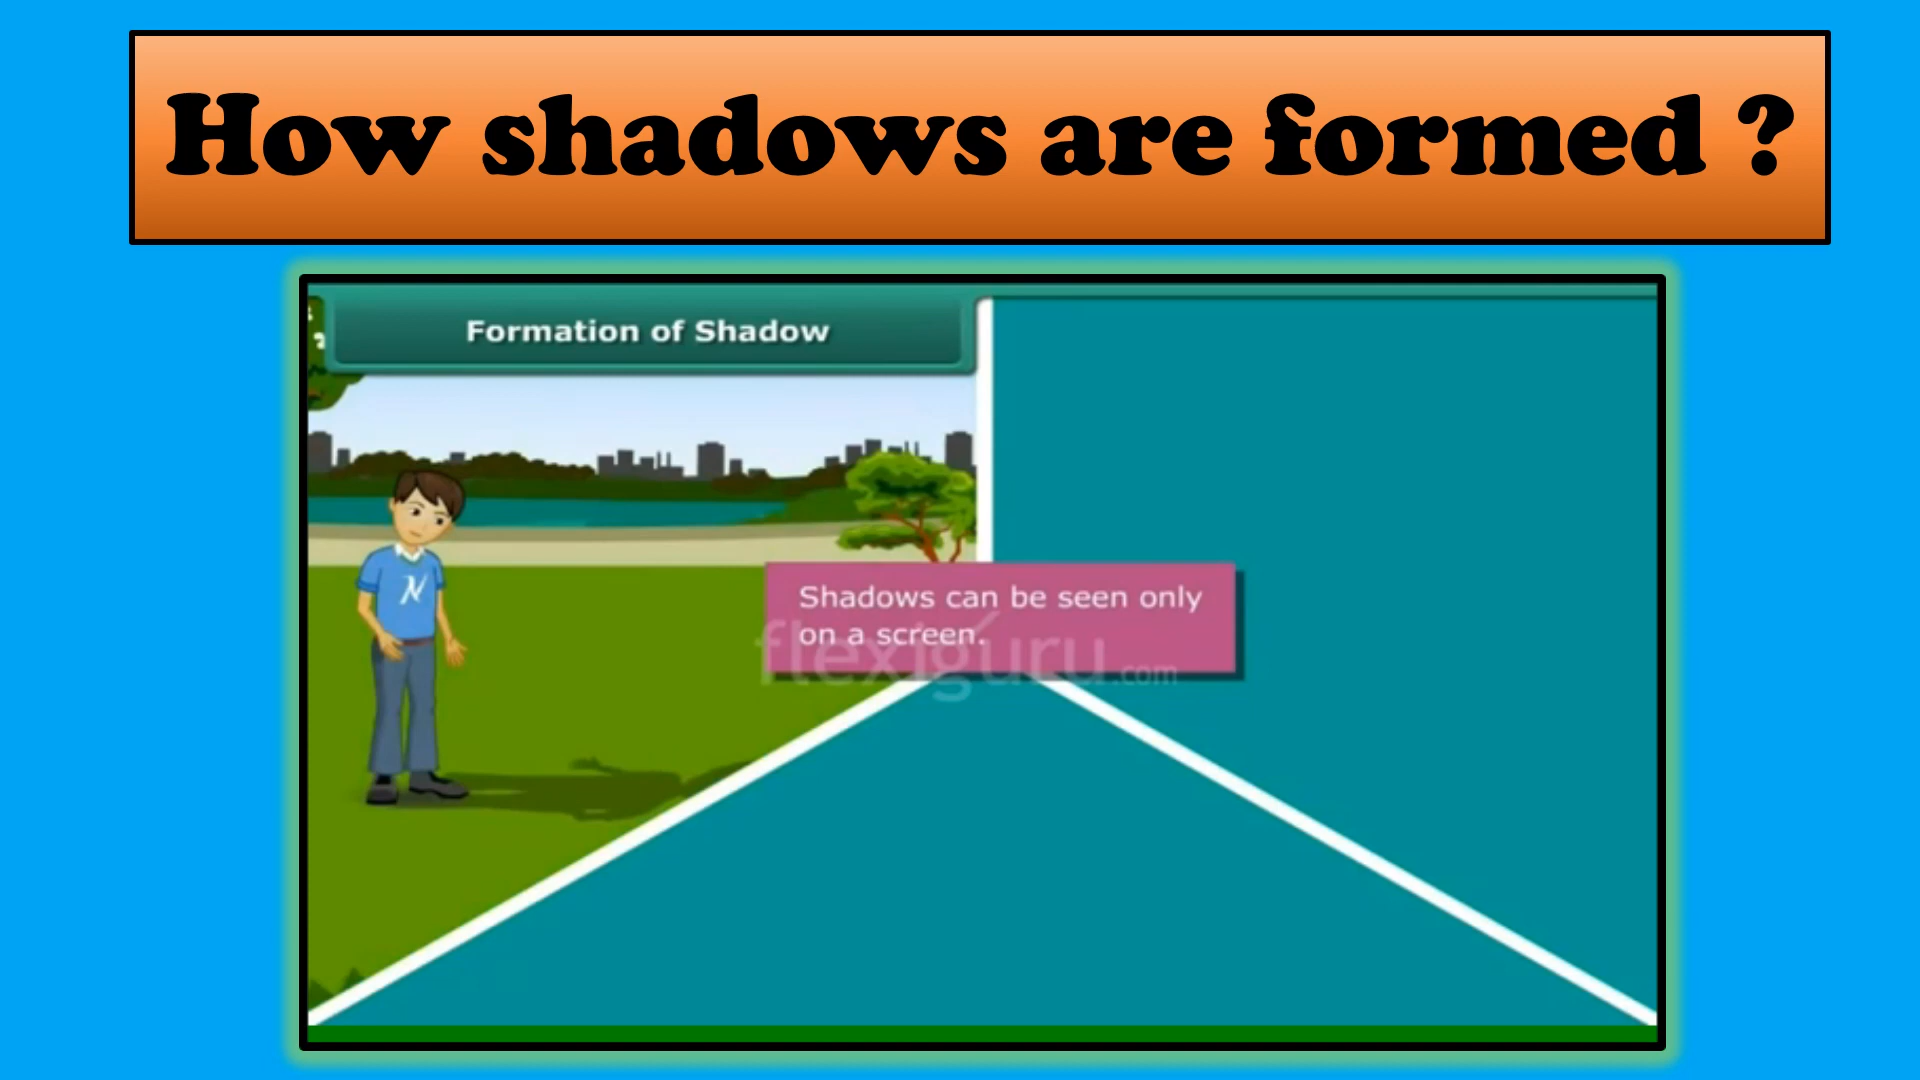 How shadows are formed ?
Formation of Shadow
N
Shadows can be seen only
on a screen.
flexiguru.com